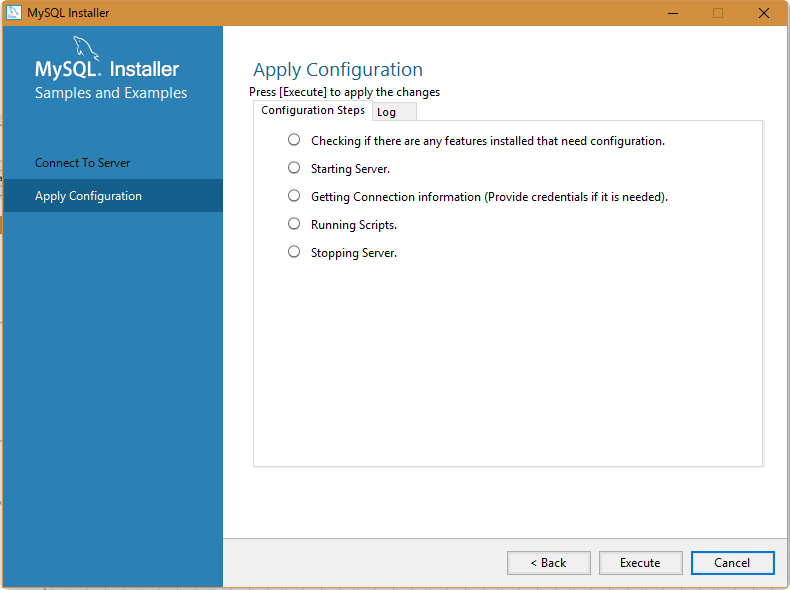 MySQL Installer
MySQL. Installer
Samples and Examples
Connect To Server
Apply Configuration
Apply Configuration
Press [Execute] to apply the changes
Configuration Steps
Log
Checking if there are any features installed that need configuration.
Starting Server.
Getting Connection information (Provide credentials if it is needed).
Running Scripts.
Stopping Server.
< Back
Execute
Cancel